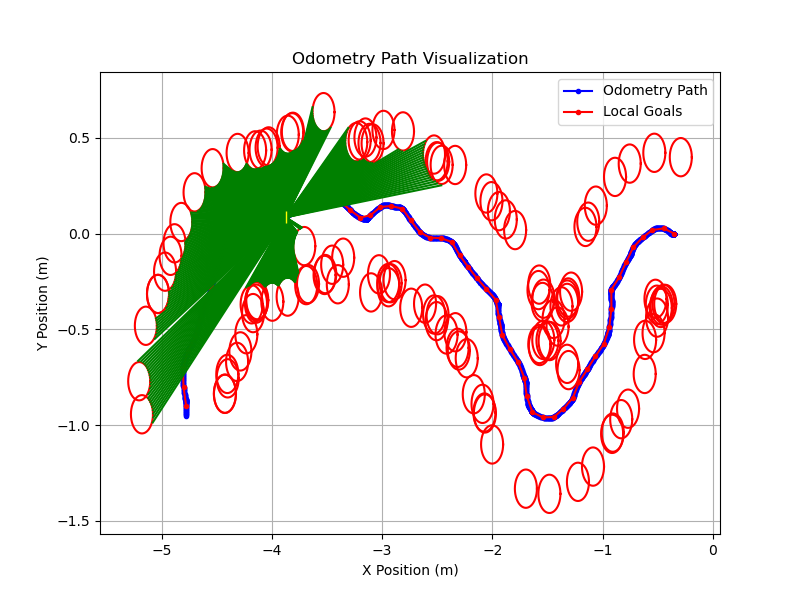 Odometry Path Visualization
Odometry Path
Local Goals
Y Position (m)
0.5
0.0
−0.5
−1.0
−1.5
−5
−4
−3
−2
−1
0
X Position (m)